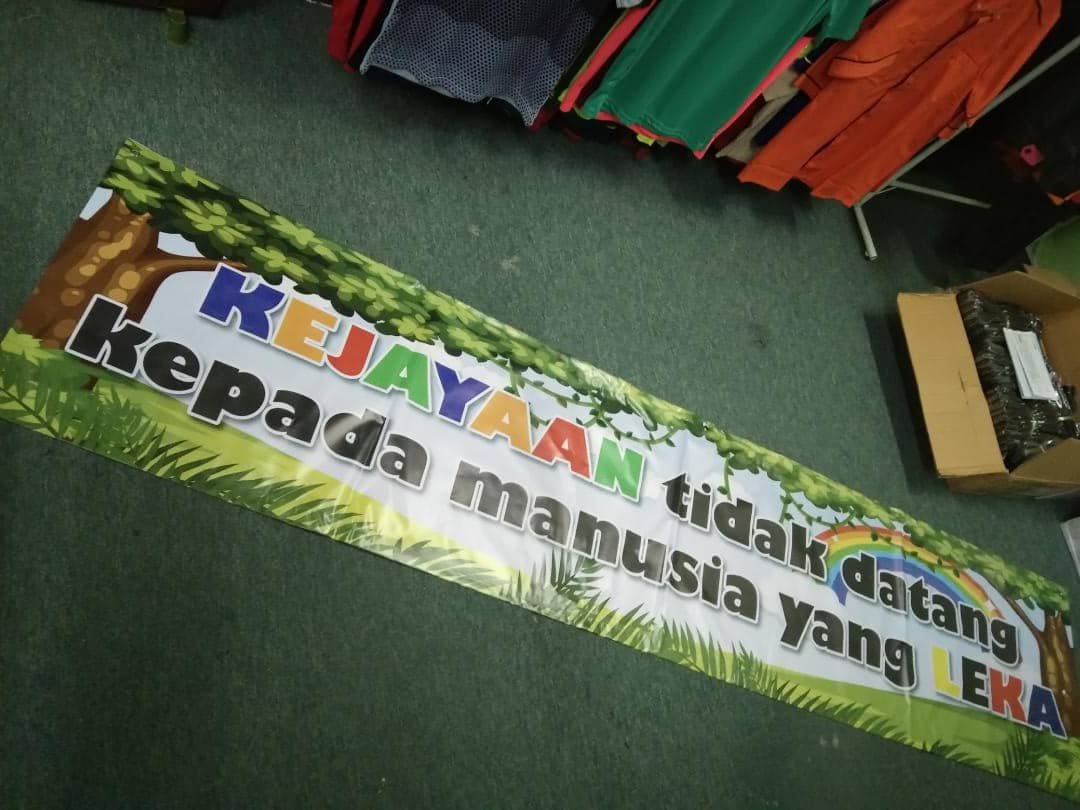 KEJAYAAN tidak datang
kepada manusia yang LEKA